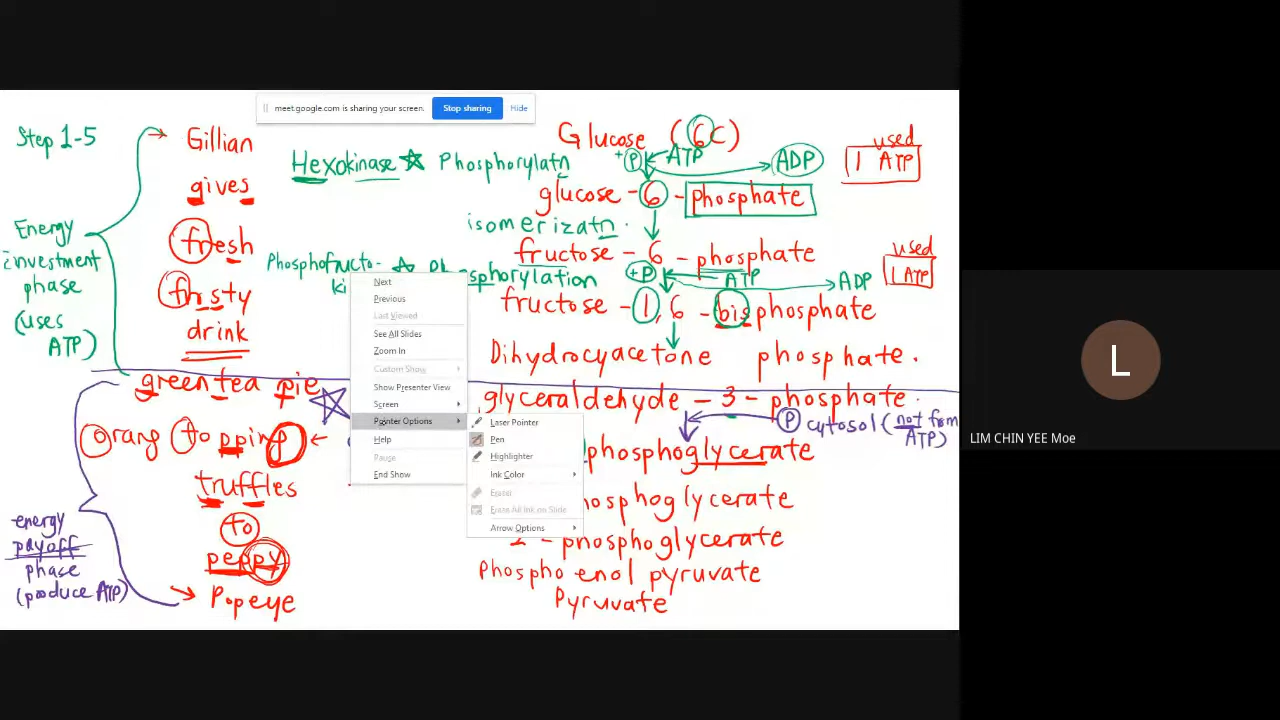 meet.google.com is sharing your screen.
Stop sharing
Hide
Step 1-5
Gillian
Glucose (6C)
used
1 ATP
Hexokinase ☆ Phosphorylatn
+P
ATP
ADP
gives
glucose - 6 - phosphate
Energy
investment
phase
(uses
ATP)
isomerizatn.
fresh
fructose - 6 - phosphate
used
1 ATP
Phosphofructo-
phosphorylation
+P
ATP
ADP
frosty
fructose - 1, 6 - bisphosphate
drink
Dihydrocyacetone phosphate.
green tea pie
glyceraldehyde - 3 - phosphate.
P cytosol (not from
ATP)
orang to pping
phosphoglycerate
truffles
phosphoglycerate
to
phosphoglycerate
energy
payoff
phase
(produce ATP)
peppy
Phospho enol pyruvate
Popeye
Pyruvate
Next
Previous
Last Viewed
See All Slides
Zoom In
Custom Show
Show Presenter View
Screen
Pointer Options
Help
Pause
End Show
Laser Pointer
Pen
Highlighter
Ink Color
Eraser
Erase All Ink on Slide
Arrow Options
L
LIM CHIN YEE Moe